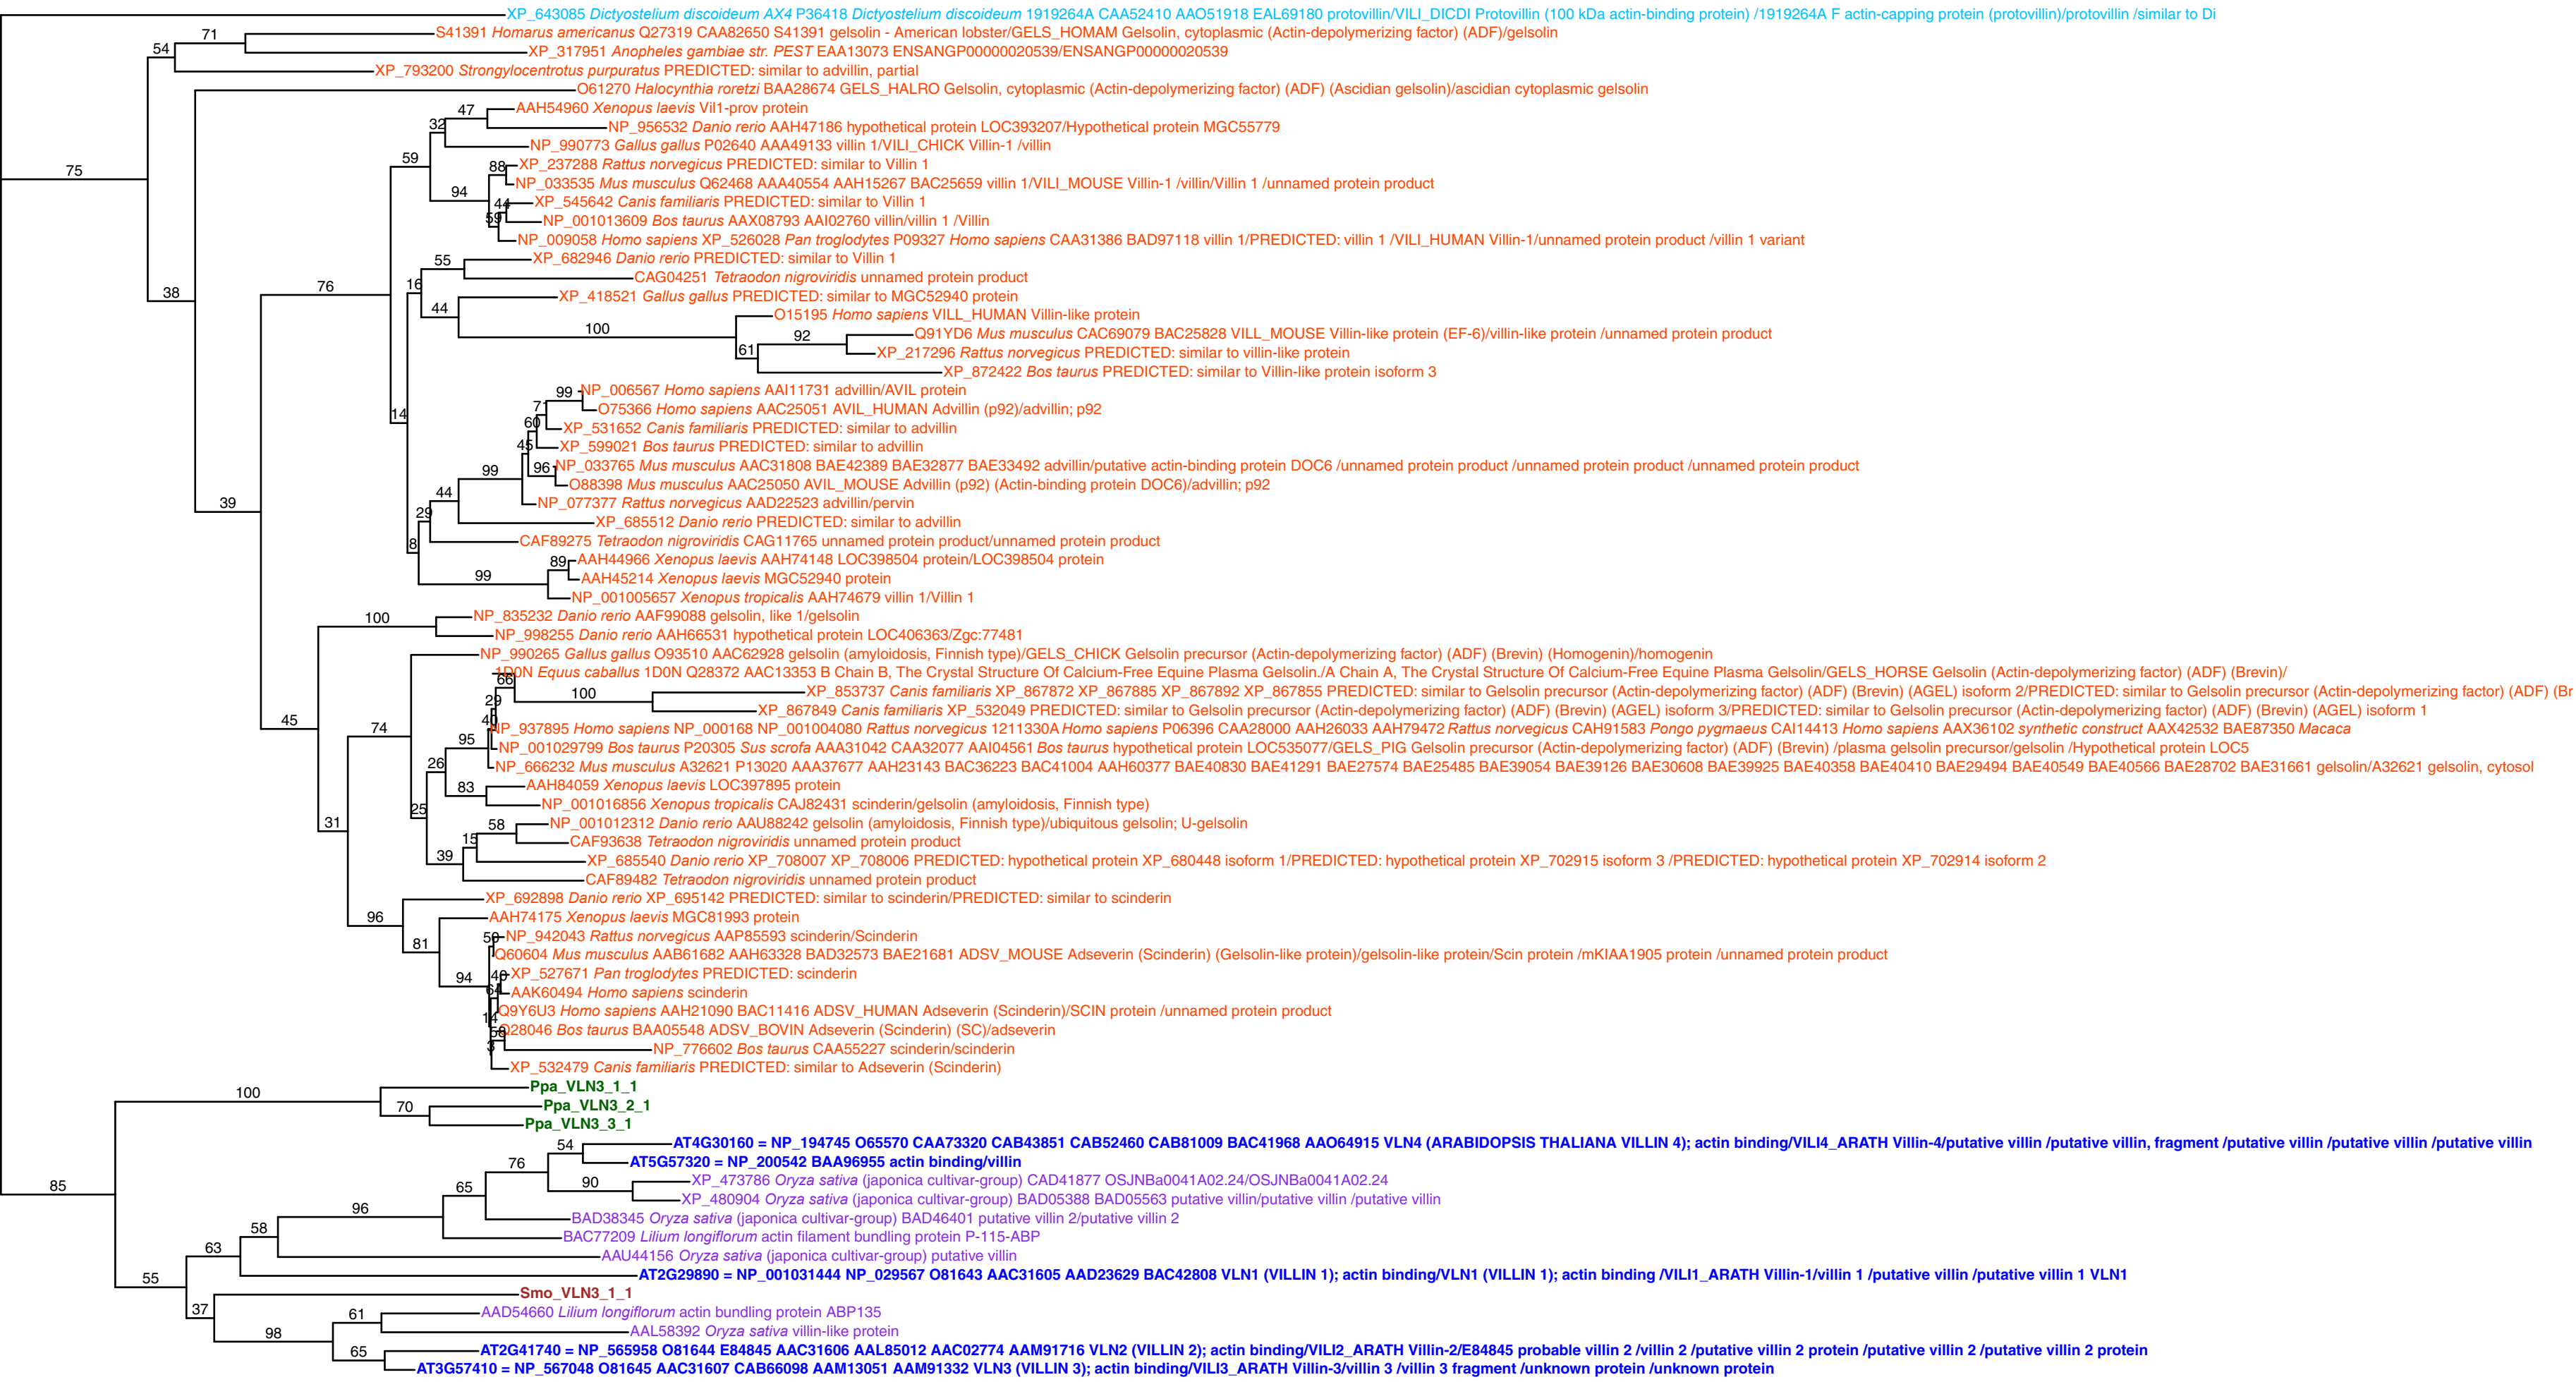 XP_643085 Dictyostelium discoideum AX4 P36418 Dictyostelium discoideum 1919264A CAA52410 AAO51918 EAL69180 protovillin/VILI_DICDI Protovillin (100 kDa actin-binding protein) /1919264A F actin-capping protein (protovillin)/protovillin /similar to Di
71 S41391 Homarus americanus Q27319 CAA82650 S41391 gelsolin - American lobster/GELS_HOMAM Gelsolin, cytoplasmic (Actin-depolymerizing factor) (ADF)/gelsolin
54 XP_317951 Anopheles gambiae str. PEST EAA13073 ENSANGP00000020539/ENSANGP00000020539
XP_793200 Strongylocentrotus purpuratus PREDICTED: similar to advillin, partial
O61270 Halocynthia roretzi BAA28674 GELS_HALRO Gelsolin, cytoplasmic (Actin-depolymerizing factor) (ADF) (Ascidian gelsolin)/ascidian cytoplasmic gelsolin
47 AAH54960 Xenopus laevis Vil1-prov protein
32 NP_956532 Danio rerio AAH47186 hypothetical protein LOC393207/Hypothetical protein MGC55779
NP_990773 Gallus gallus P02640 AAA49133 villin 1/VILI_CHICK Villin-1 /villin
59 88 XP_237288 Rattus norvegicus PREDICTED: similar to Villin 1
75 NP_033535 Mus musculus Q62468 AAA40554 AAH15267 BAC25659 villin 1/VILI_MOUSE Villin-1 /villin/Villin 1 /unnamed protein product
94 44 XP_545642 Canis familiaris PREDICTED: similar to Villin 1
59 NP_001013609 Bos taurus AAX08793 AAI02760 villin/villin 1 /Villin
NP_009058 Homo sapiens XP_526028 Pan troglodytes P09327 Homo sapiens CAA31386 BAD97118 villin 1/PREDICTED: villin 1 /VILI_HUMAN Villin-1/unnamed protein product /villin 1 variant
55 XP_682946 Danio rerio PREDICTED: similar to Villin 1
76 16 CAG04251 Tetraodon nigroviridis unnamed protein product
38 XP_418521 Gallus gallus PREDICTED: similar to MGC52940 protein
44 O15195 Homo sapiens VILL_HUMAN Villin-like protein
100 92 Q91YD6 Mus musculus CAC69079 BAC25828 VILL_MOUSE Villin-like protein (EF-6)/villin-like protein /unnamed protein product
61 XP_217296 Rattus norvegicus PREDICTED: similar to villin-like protein
XP_872422 Bos taurus PREDICTED: similar to Villin-like protein isoform 3
99 NP_006567 Homo sapiens AAI11731 advillin/AVIL protein
14 71 O75366 Homo sapiens AAC25051 AVIL_HUMAN Advillin (p92)/advillin; p92
60 XP_531652 Canis familiaris PREDICTED: similar to advillin
45 XP_599021 Bos taurus PREDICTED: similar to advillin
99 96 NP_033765 Mus musculus AAC31808 BAE42389 BAE32877 BAE33492 advillin/putative actin-binding protein DOC6 /unnamed protein product /unnamed protein product /unnamed protein product
44 O88398 Mus musculus AAC25050 AVIL_MOUSE Advillin (p92) (Actin-binding protein DOC6)/advillin; p92
39 29 NP_077377 Rattus norvegicus AAD22523 advillin/pervin
XP_685512 Danio rerio PREDICTED: similar to advillin
8 CAF89275 Tetraodon nigroviridis CAG11765 unnamed protein product/unnamed protein product
89 AAH44966 Xenopus laevis AAH74148 LOC398504 protein/LOC398504 protein
99 AAH45214 Xenopus laevis MGC52940 protein
NP_001005657 Xenopus tropicalis AAH74679 villin 1/Villin 1
100 NP_835232 Danio rerio AAF99088 gelsolin, like 1/gelsolin
NP_998255 Danio rerio AAH66531 hypothetical protein LOC406363/Zgc:77481
NP_990265 Gallus gallus O93510 AAC62928 gelsolin (amyloidosis, Finnish type)/GELS_CHICK Gelsolin precursor (Actin-depolymerizing factor) (ADF) (Brevin) (Homogenin)/homogenin
66 1D0N Equus caballus 1D0N Q28372 AAC13353 B Chain B, The Crystal Structure Of Calcium-Free Equine Plasma Gelsolin./A Chain A, The Crystal Structure Of Calcium-Free Equine Plasma Gelsolin/GELS_HORSE Gelsolin (Actin-depolymerizing factor) (ADF) (Brevin)/
29 100 XP_853737 Canis familiaris XP_867872 XP_867885 XP_867892 XP_867855 PREDICTED: similar to Gelsolin precursor (Actin-depolymerizing factor) (ADF) (Brevin) (AGEL) isoform 2/PREDICTED: similar to Gelsolin precursor (Actin-depolymerizing factor) (ADF) (Br
45 40 XP_867849 Canis familiaris XP_532049 PREDICTED: similar to Gelsolin precursor (Actin-depolymerizing factor) (ADF) (Brevin) (AGEL) isoform 3/PREDICTED: similar to Gelsolin precursor (Actin-depolymerizing factor) (ADF) (Brevin) (AGEL) isoform 1
74 NP_937895 Homo sapiens NP_000168 NP_001004080 Rattus norvegicus 1211330A Homo sapiens P06396 CAA28000 AAH26033 AAH79472 Rattus norvegicus CAH91583 Pongo pygmaeus CAI14413 Homo sapiens AAX36102 synthetic construct AAX42532 BAE87350 Macaca
95 NP_001029799 Bos taurus P20305 Sus scrofa AAA31042 CAA32077 AAI04561 Bos taurus hypothetical protein LOC535077/GELS_PIG Gelsolin precursor (Actin-depolymerizing factor) (ADF) (Brevin) /plasma gelsolin precursor/gelsolin /Hypothetical protein LOC5
26 NP_666232 Mus musculus A32621 P13020 AAA37677 AAH23143 BAC36223 BAC41004 AAH60377 BAE40830 BAE41291 BAE27574 BAE25485 BAE39054 BAE39126 BAE30608 BAE39925 BAE40358 BAE40410 BAE29494 BAE40549 BAE40566 BAE28702 BAE31661 gelsolin/A32621 gelsolin, cytosol
83 AAH84059 Xenopus laevis LOC397895 protein
25 NP_001016856 Xenopus tropicalis CAJ82431 scinderin/gelsolin (amyloidosis, Finnish type)
31 58 NP_001012312 Danio rerio AAU88242 gelsolin (amyloidosis, Finnish type)/ubiquitous gelsolin; U-gelsolin
15 CAF93638 Tetraodon nigroviridis unnamed protein product
39 XP_685540 Danio rerio XP_708007 XP_708006 PREDICTED: hypothetical protein XP_680448 isoform 1/PREDICTED: hypothetical protein XP_702915 isoform 3 /PREDICTED: hypothetical protein XP_702914 isoform 2
CAF89482 Tetraodon nigroviridis unnamed protein product
XP_692898 Danio rerio XP_695142 PREDICTED: similar to scinderin/PREDICTED: similar to scinderin
96 AAH74175 Xenopus laevis MGC81993 protein
81 NP_942043 Rattus norvegicus AAP85593 scinderin/Scinderin
Q60604 Mus musculus AAB61682 AAH63328 BAD32573 BAE21681 ADSV_MOUSE Adseverin (Scinderin) (Gelsolin-like protein)/gelsolin-like protein/Scin protein /mKIAA1905 protein /unnamed protein product
94 XP_527671 Pan troglodytes PREDICTED: scinderin
AAK60494 Homo sapiens scinderin
14 Q9Y6U3 Homo sapiens AAH21090 BAC11416 ADSV_HUMAN Adseverin (Scinderin)/SCIN protein /unnamed protein product
Q28046 Bos taurus BAA05548 ADSV_BOVIN Adseverin (Scinderin) (SC)/adseverin
3 NP_776602 Bos taurus CAA55227 scinderin/scinderin
XP_532479 Canis familiaris PREDICTED: similar to Adseverin (Scinderin)
100 Ppa_VLN3_1_1
70 Ppa_VLN3_2_1
Ppa_VLN3_3_1
54 AT4G30160 = NP_194745 O65570 CAA73320 CAB43851 CAB52460 CAB81009 BAC41968 AAO64915 VLN4 (ARABIDOPSIS THALIANA VILLIN 4); actin binding/VILI4_ARATH Villin-4/putative villin /putative villin, fragment /putative villin /putative villin /putative villin
76 AT5G57320 = NP_200542 BAA96955 actin binding/villin
85 65 90 XP_473786 Oryza sativa (japonica cultivar-group) CAD41877 OSJNBa0041A02.24/OSJNBa0041A02.24
XP_480904 Oryza sativa (japonica cultivar-group) BAD05388 BAD05563 putative villin/putative villin /putative villin
96 BAD38345 Oryza sativa (japonica cultivar-group) BAD46401 putative villin 2/putative villin 2
58 BAC77209 Lilium longiflorum actin filament bundling protein P-115-ABP
63 AAU44156 Oryza sativa (japonica cultivar-group) putative villin
55 AT2G29890 = NP_001031444 NP_029567 O81643 AAC31605 AAD23629 BAC42808 VLN1 (VILLIN 1); actin binding/VLN1 (VILLIN 1); actin binding /VILI1_ARATH Villin-1/villin 1 /putative villin /putative villin 1 VLN1
Smo_VLN3_1_1
37 61 AAD54660 Lilium longiflorum actin bundling protein ABP135
98 AAL58392 Oryza sativa villin-like protein
65 AT2G41740 = NP_565958 O81644 E84845 AAC31606 AAL85012 AAC02774 AAM91716 VLN2 (VILLIN 2); actin binding/VILI2_ARATH Villin-2/E84845 probable villin 2 /villin 2 /putative villin 2 protein /putative villin 2 /putative villin 2 protein
AT3G57410 = NP_567048 O81645 AAC31607 CAB66098 AAM13051 AAM91332 VLN3 (VILLIN 3); actin binding/VILI3_ARATH Villin-3/villin 3 /villin 3 fragment /unknown protein /unknown protein